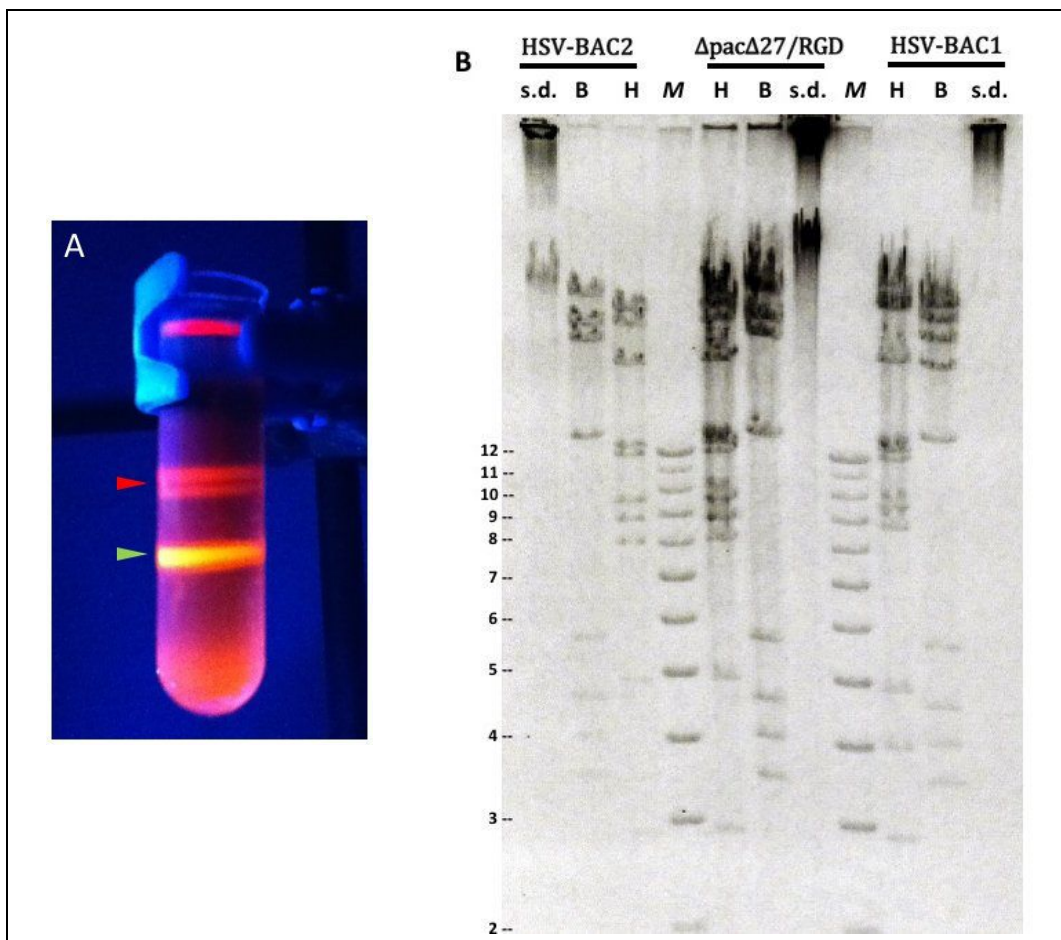 A
B
HSV-BAC2 ΔpacΔ27/RGD HSV-BAC1
s.d. B H M H B s.d. M H B s.d.
12 --
11 --
10 --
9 --
8 --
7 --
6 --
5 --
4 --
3 --
2 --